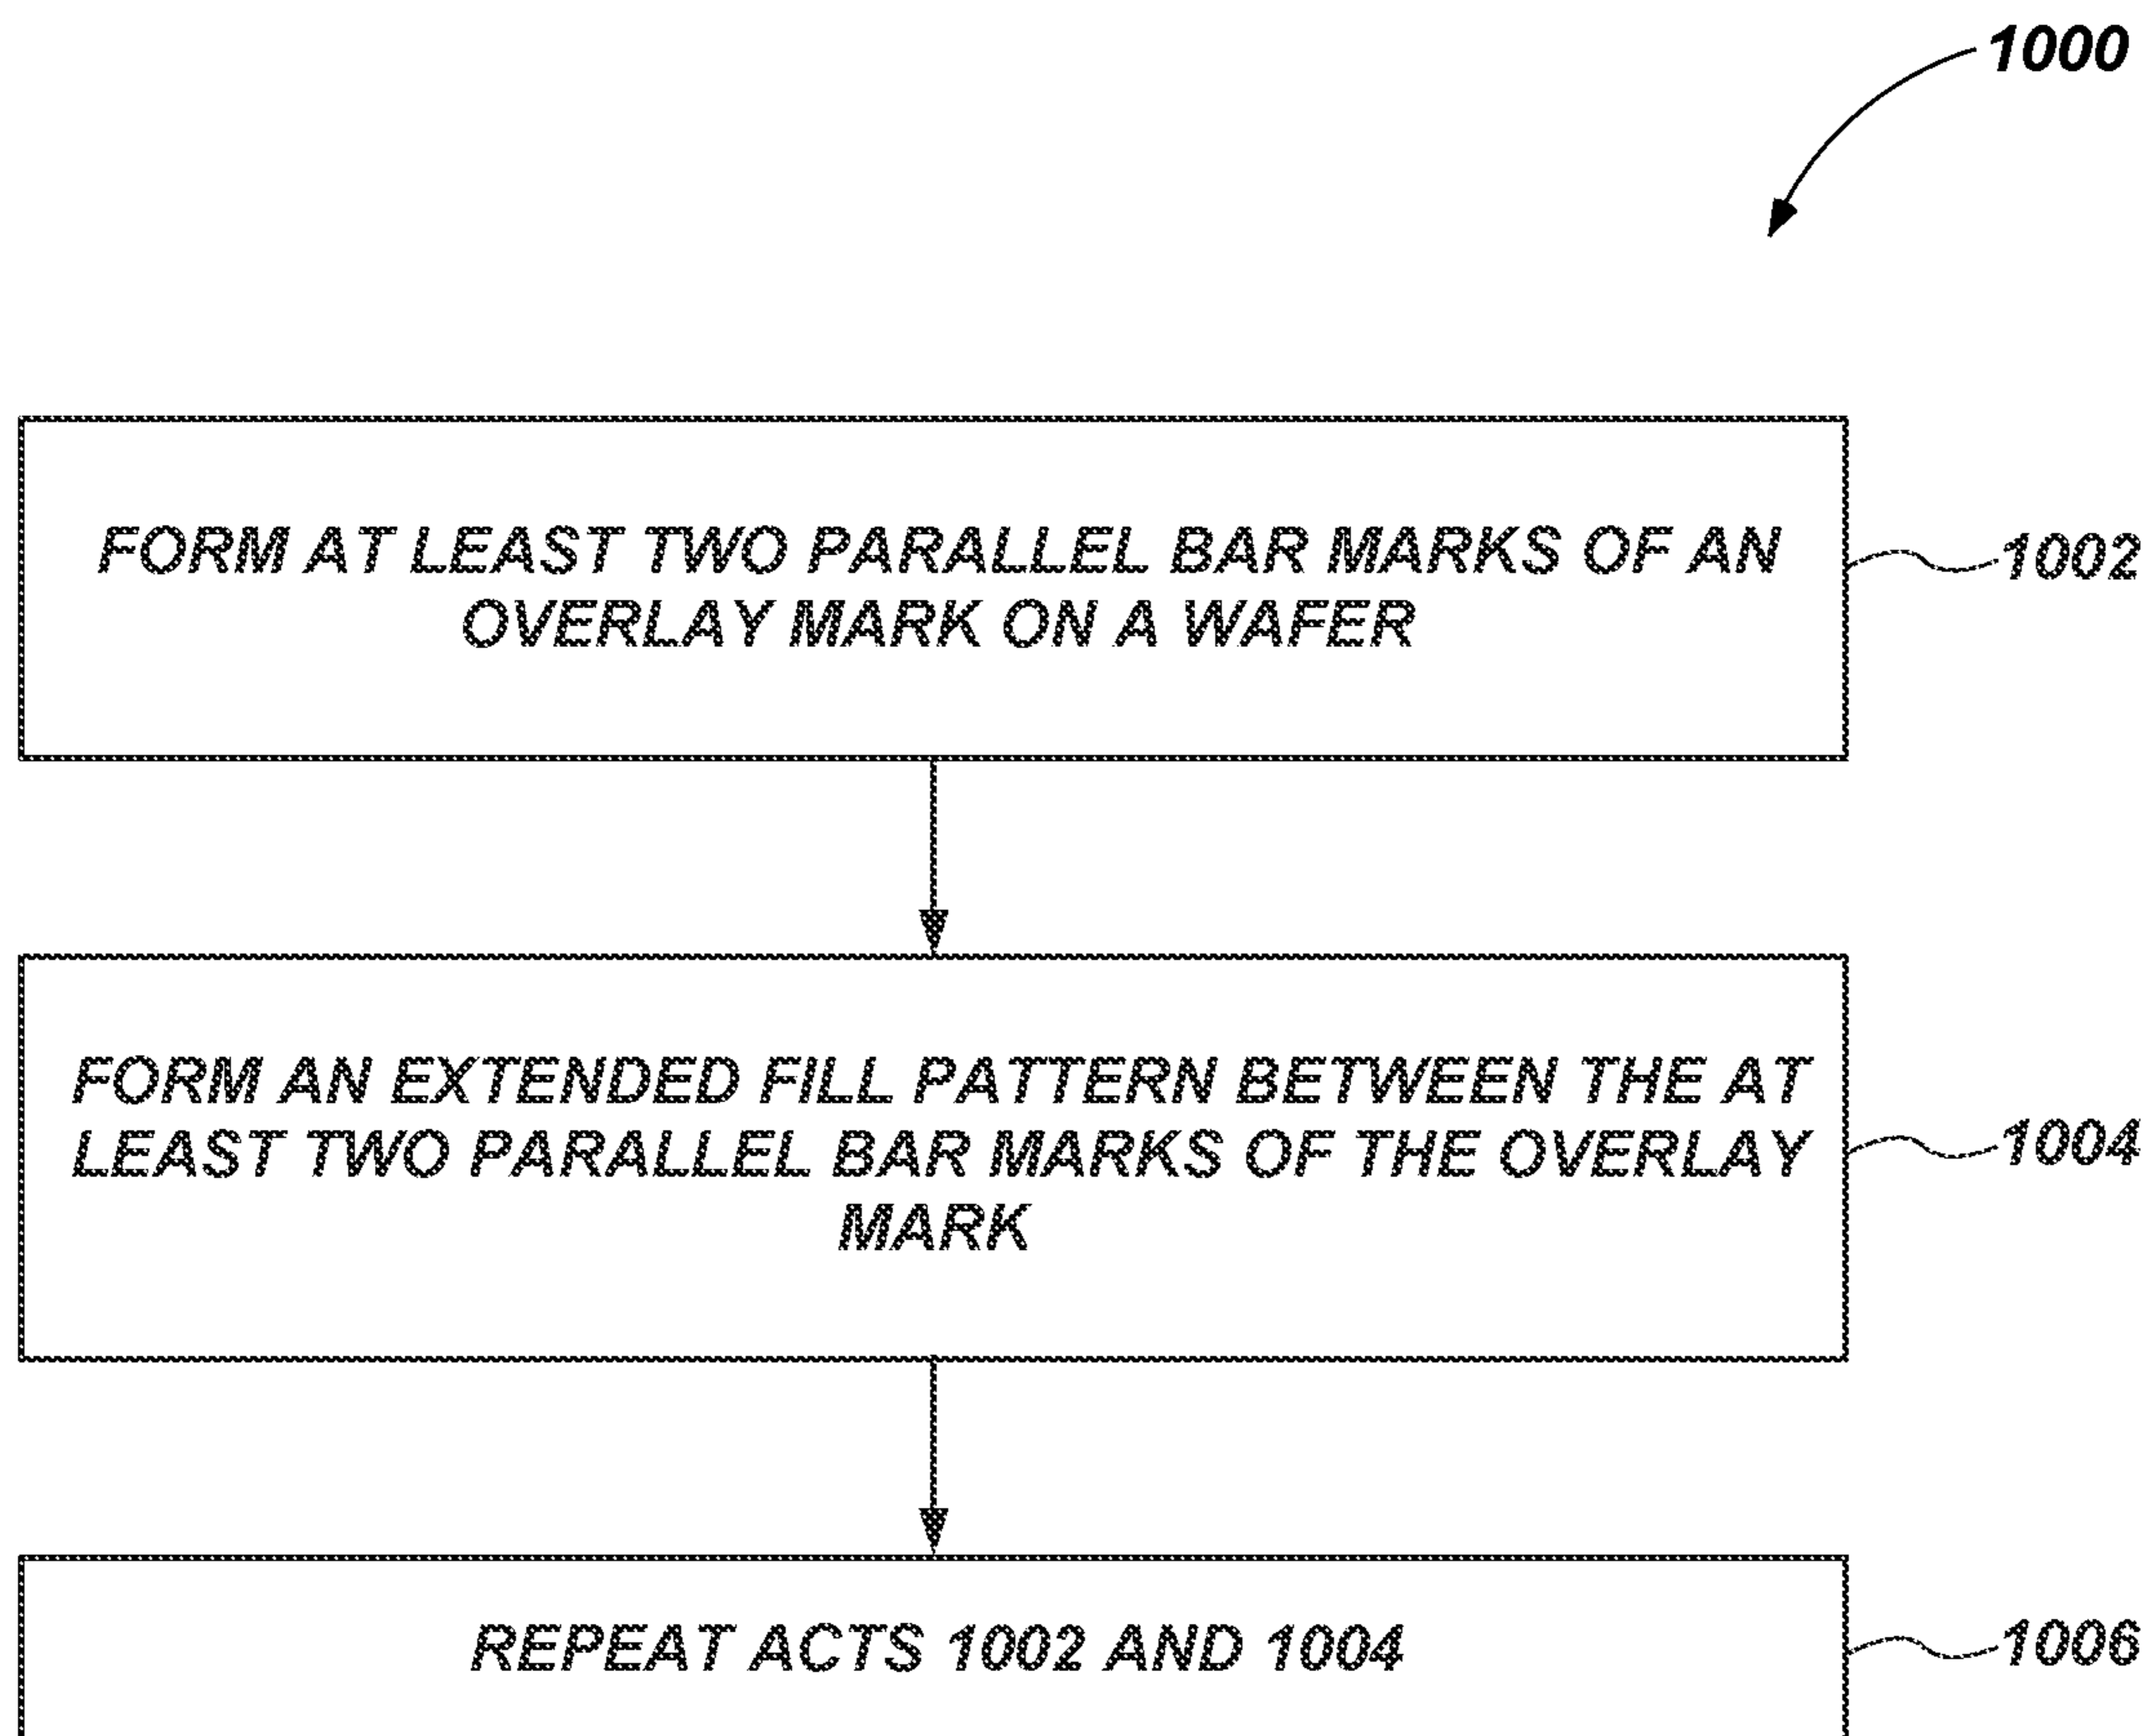 1000
FORM AT LEAST TWO PARALLEL BAR MARKS OF AN
OVERLAY MARK ON A WAFER
1002
FORM AN EXTENDED FILL PATTERN BETWEEN THE AT
LEAST TWO PARALLEL BAR MARKS OF THE OVERLAY
MARK
1004
REPEAT ACTS 1002 AND 1004
1006